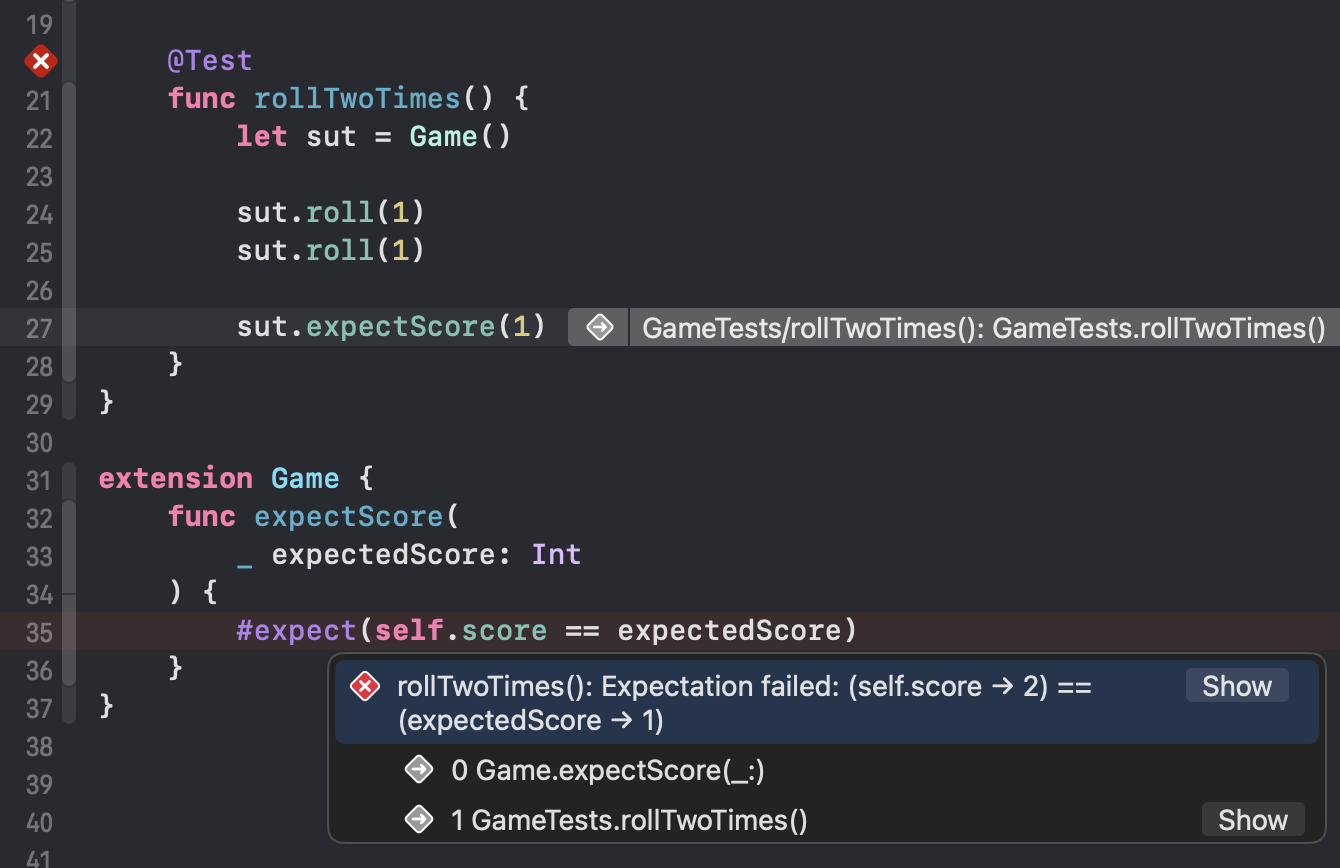 19
@Test
21 func rollTwoTimes() {
22 let sut = Game()
23
24 sut.roll(1)
25 sut.roll(1)
26
27 sut.expectScore(1) GameTests/rollTwoTimes(): GameTests.rollTwoTimes()
28 }
29 }
30
31 extension Game {
32 func expectScore(
33 _ expectedScore: Int
34 ) {
35 #expect(self.score == expectedScore)
36 }
37 }
rollTwoTimes(): Expectation failed: (self.score → 2) == Show
(expectedScore → 1)
38
0 Game.expectScore(_:)
39
1 GameTests.rollTwoTimes() Show
40
41